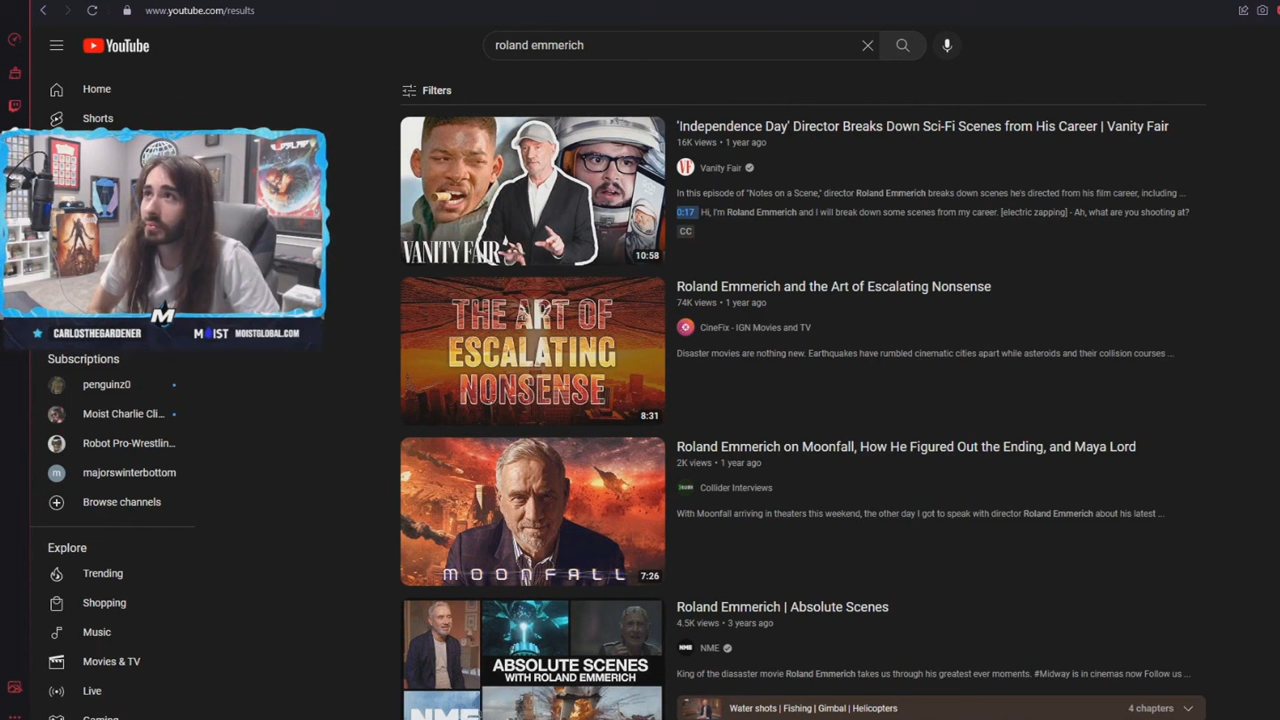 www.youtube.com/results
YouTube
roland emmerich
Home
Shorts
Filters
'Independence Day' Director Breaks Down Sci-Fi Scenes from His Career | Vanity Fair
16K views • 1 year ago
Vanity Fair
In this episode of "Notes on a Scene," director Roland Emmerich breaks down scenes he's directed from his film career, including ...
0:17 Hi, I'm Roland Emmerich and I will break down some scenes from my career. [electric zapping] - Ah, what are you shooting at?
CC
VANITY FAIR
10:58
CARLOSTHEGARDENER
M
MOIST
MOISTGLOBAL.COM
Subscriptions
penguinz0
Moist Charlie Cli...
Robot Pro-Wrestlin...
m majorswinterbottom
Browse channels
THE ART OF
ESCALATING
NONSENSE
8:31
Roland Emmerich and the Art of Escalating Nonsense
74K views • 1 year ago
CineFix - IGN Movies and TV
Disaster movies are nothing new. Earthquakes have rumbled cinematic cities apart while asteroids and their collision courses ...
MOONFALL
7:26
Roland Emmerich on Moonfall, How He Figured Out the Ending, and Maya Lord
2K views • 1 year ago
Collider Interviews
With Moonfall arriving in theaters this weekend, the other day I got to speak with director Roland Emmerich about his latest ...
Explore
Trending
Shopping
Music
Movies & TV
Live
Gaming
ABSOLUTE SCENES
WITH ROLAND EMMERICH
NME
Roland Emmerich | Absolute Scenes
4.5K views • 3 years ago
NME
King of the diasaster movie Roland Emmerich takes us through his greatest ever moments. #Midway is in cinemas now Follow us ...
Water shots | Fishing | Gimbal | Helicopters
4 chapters